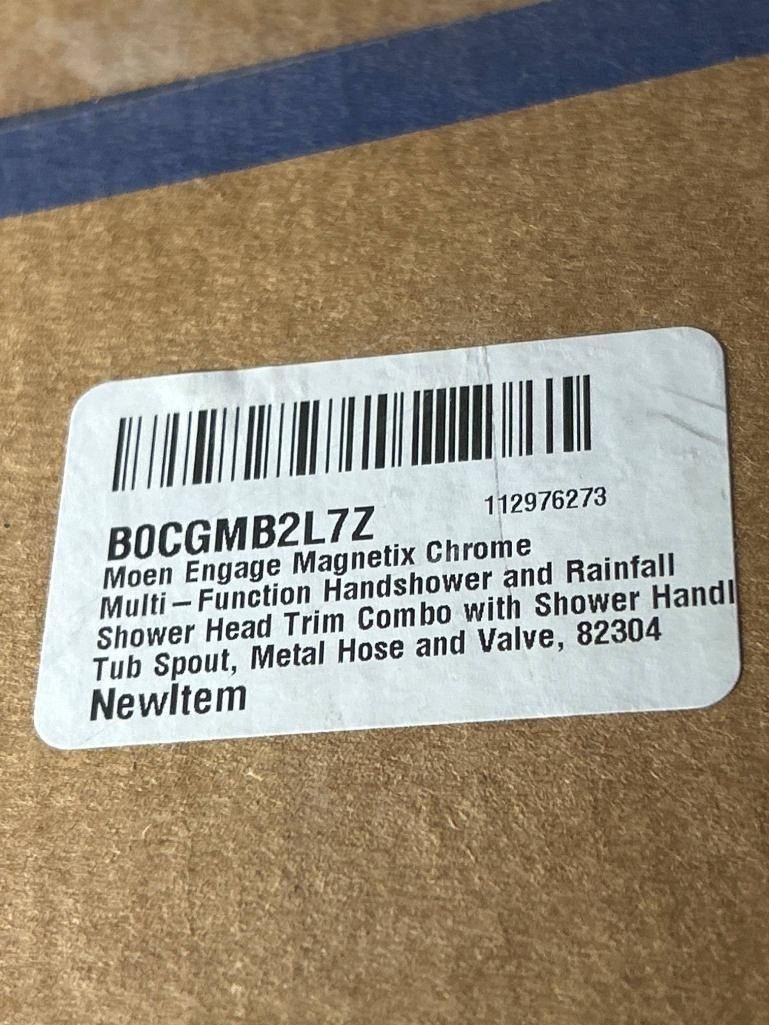 112976273
B0CGMB2L7Z
Moen Engage Magnetix Chrome
Multi–Function Handshower and Rainfall
Shower Head Trim Combo with Shower Handl
Tub Spout, Metal Hose and Valve, 82304
NewItem